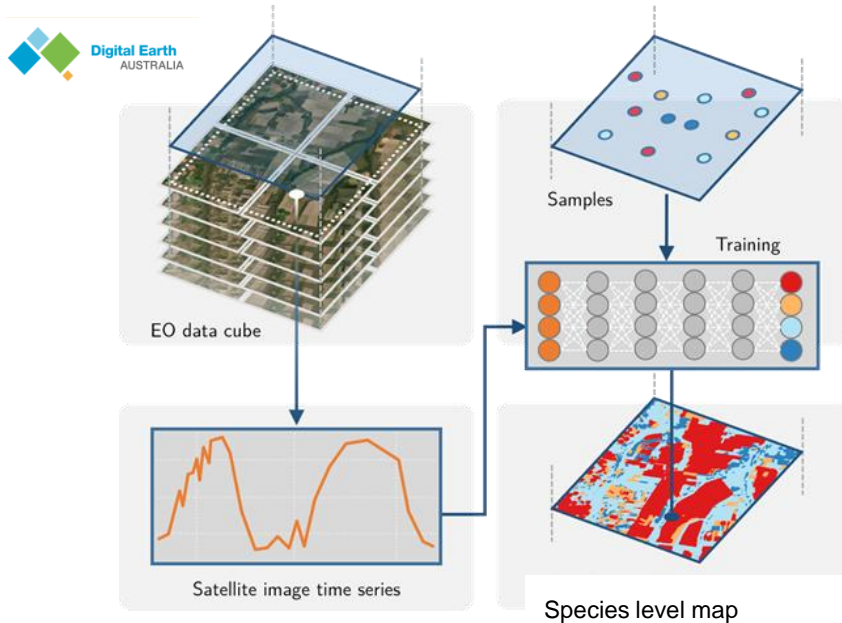 Digital Earth
AUSTRALIA
Samples
Training
EO data cube
Satellite image time series
Species level map